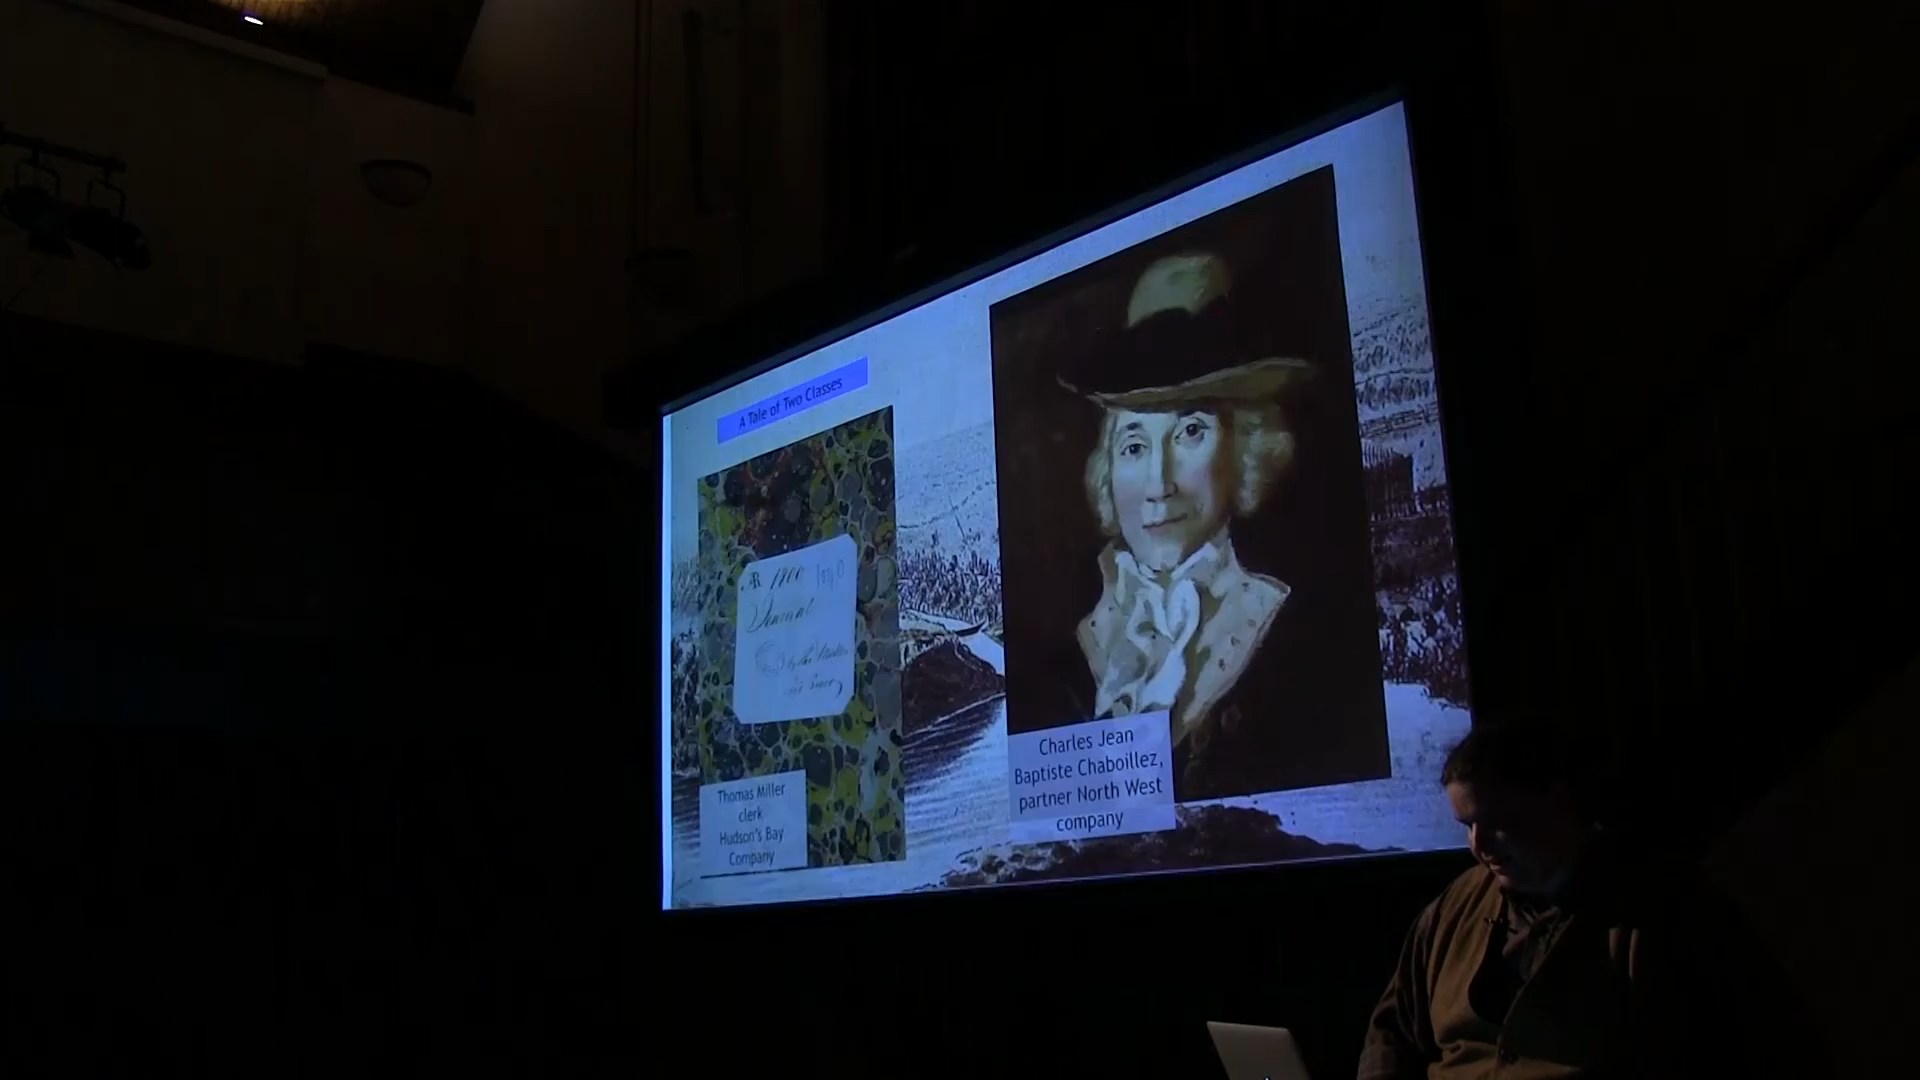 A Tale of Two Classes
1800
Journal
Thomas Miller
clerk
Hudson's Bay
Company
Charles Jean
Baptiste Chaboillez,
partner North West
company